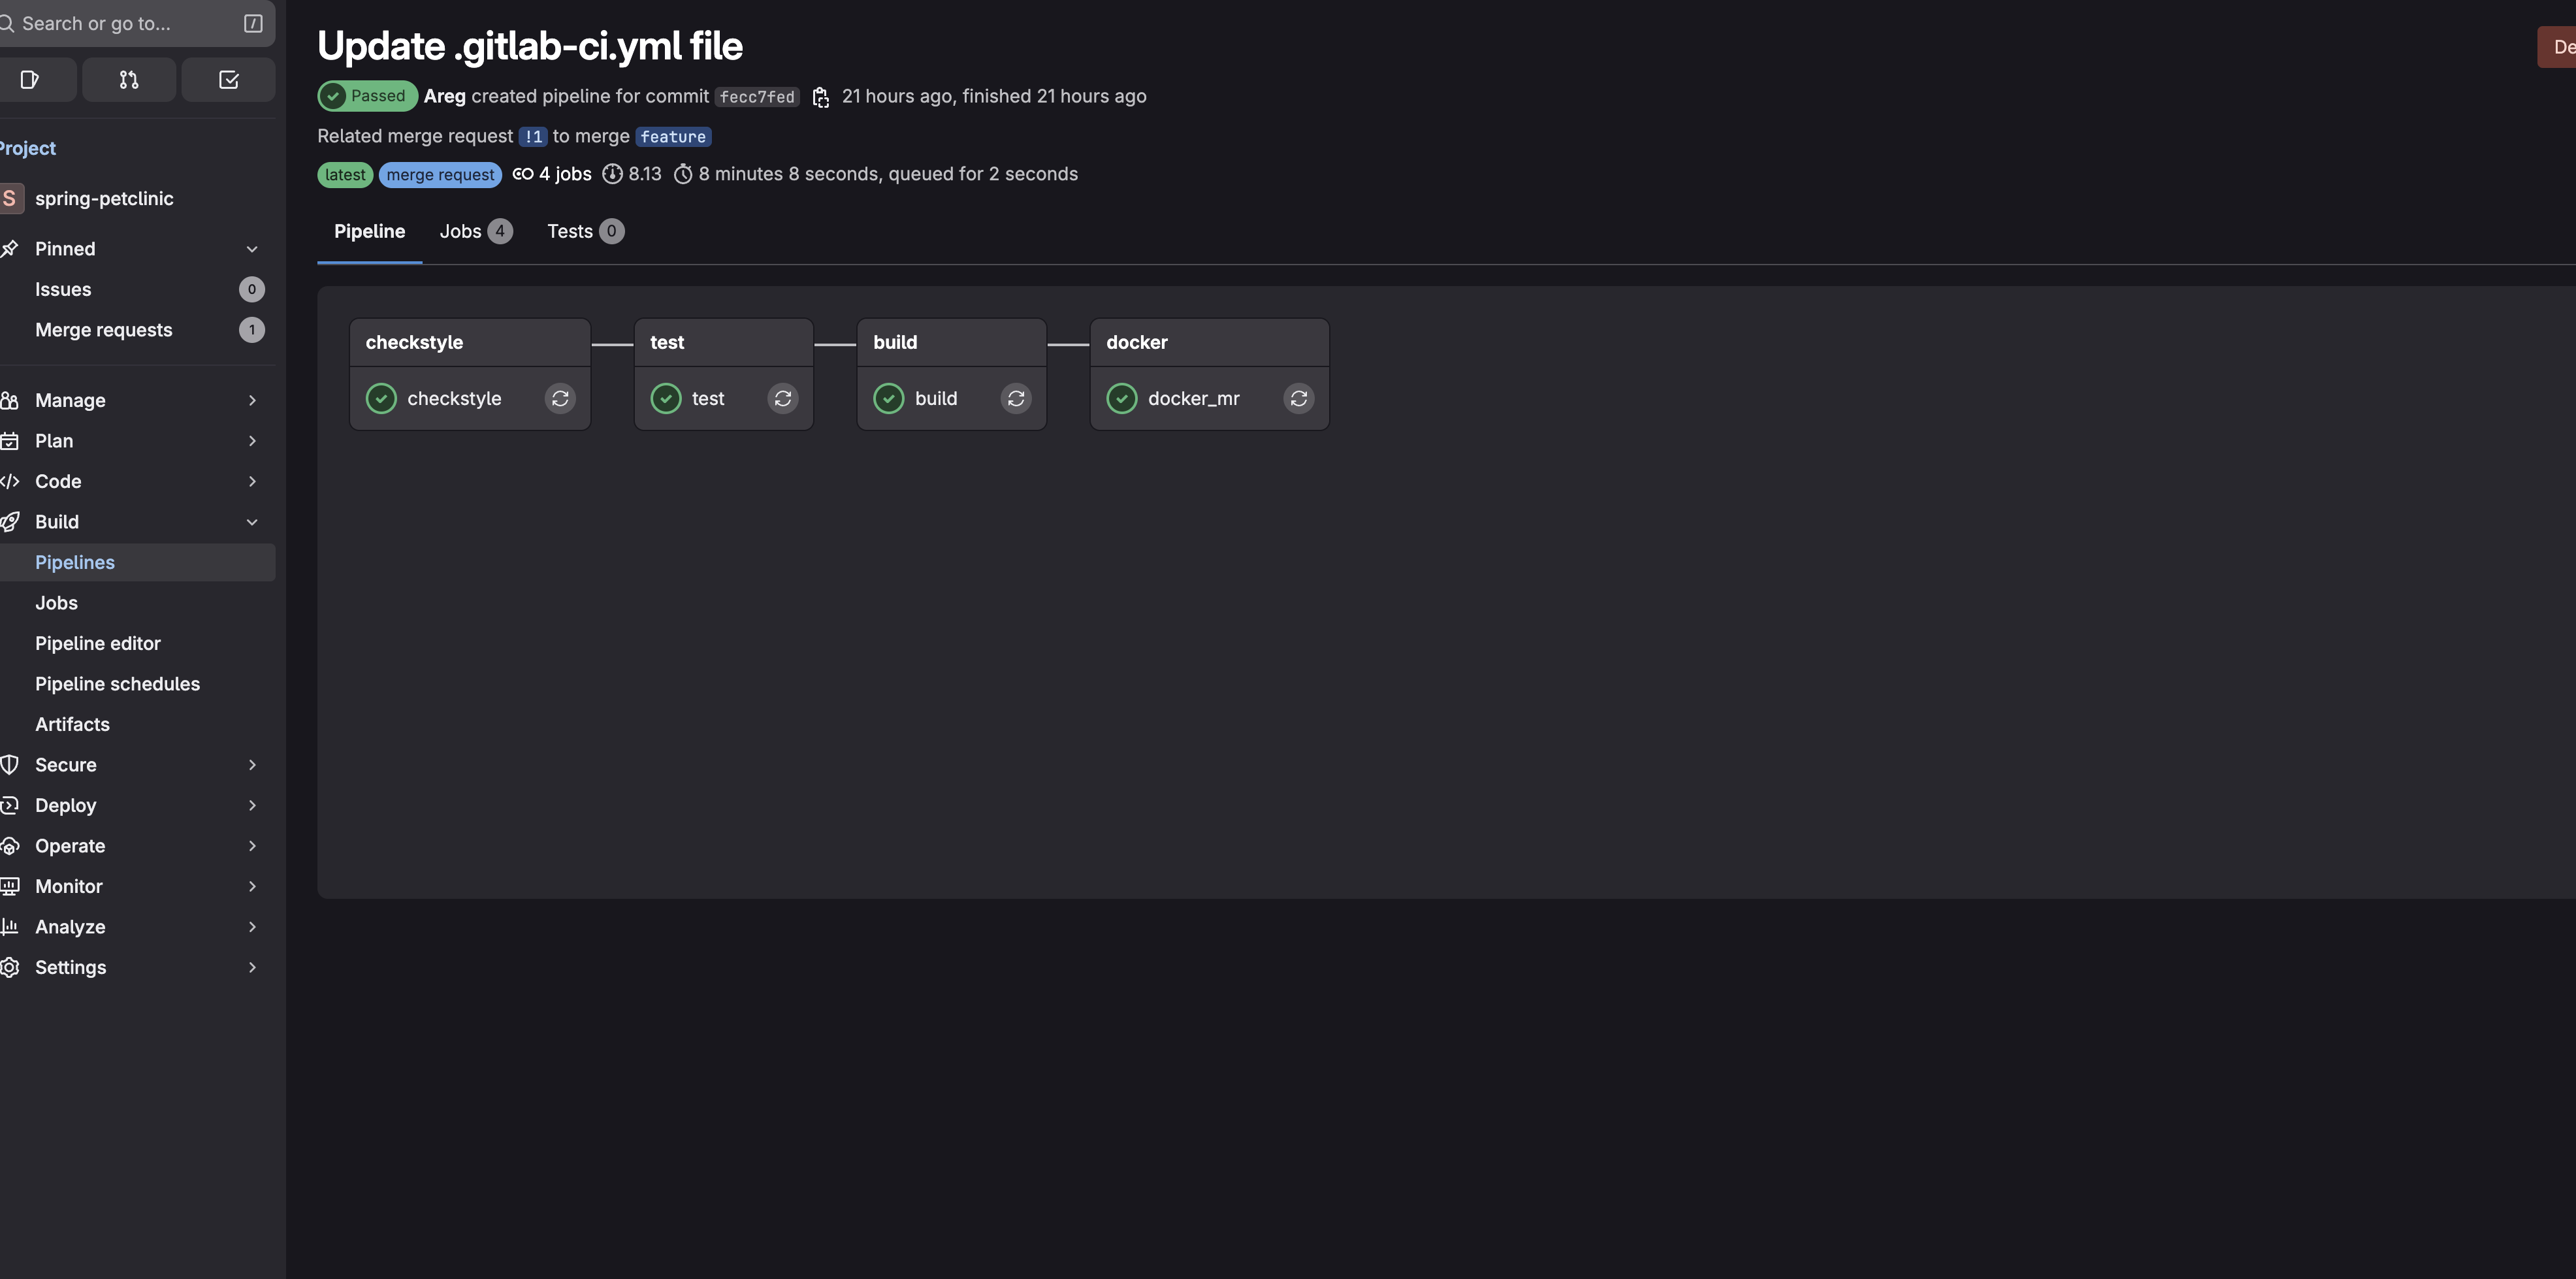 Search or go to...
/
Project
S spring-petclinic
Pinned
Issues 0
Merge requests 1
Manage
Plan
Code
Build
Pipelines
Jobs
Pipeline editor
Pipeline schedules
Artifacts
Secure
Deploy
Operate
Monitor
Analyze
Settings
Update .gitlab-ci.yml file
Passed Areg created pipeline for commit fecc7fed 21 hours ago, finished 21 hours ago
Related merge request !1 to merge feature
latest merge request 4 jobs 8.13 8 minutes 8 seconds, queued for 2 seconds
Pipeline Jobs 4 Tests 0
checkstyle test build docker
checkstyle test build docker_mr